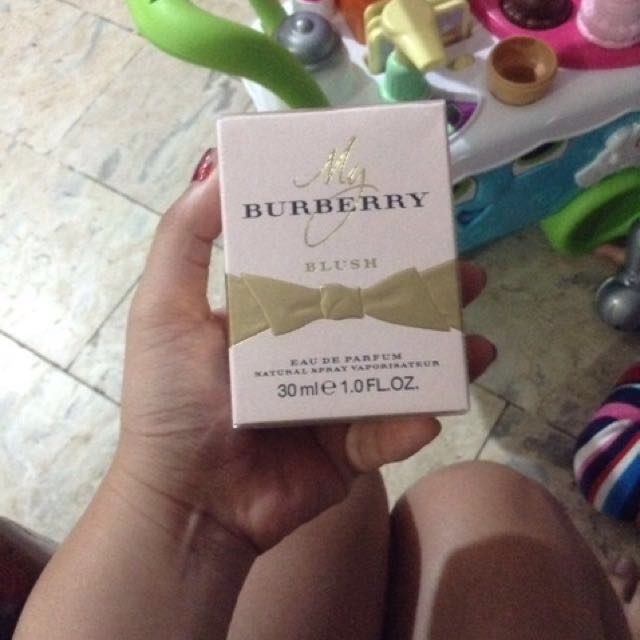 My
BURBERRY
BLUSH
EAU DE PARFUM
NATURAL SPRAY VAPORISATEUR
30 ml ℮ 1.0 FL.OZ.